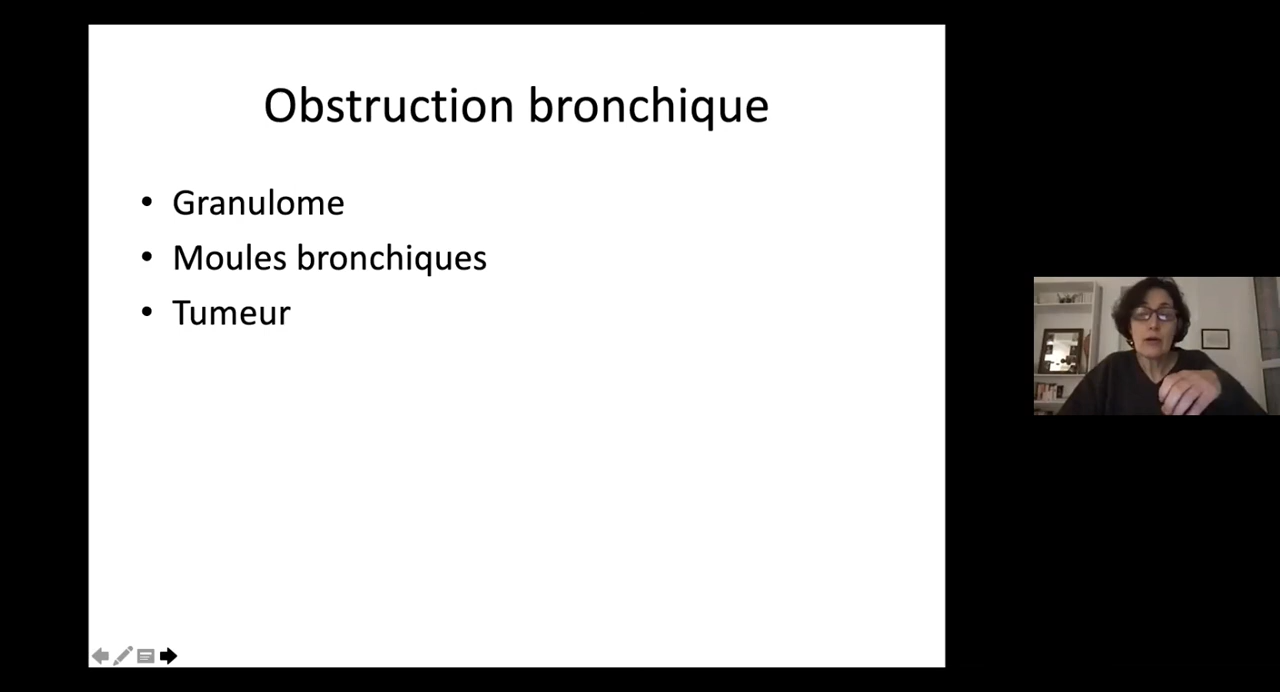 Obstruction bronchique
• Granulome
• Moules bronchiques
• Tumeur